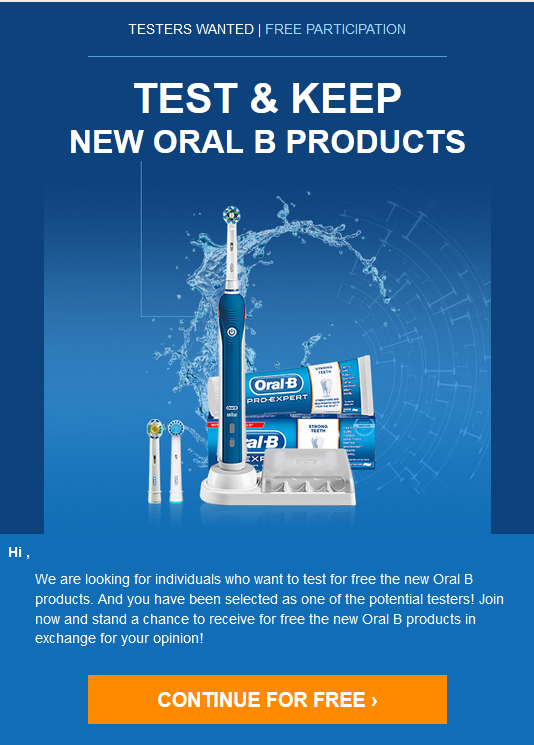 TESTERS WANTED | FREE PARTICIPATION
TEST & KEEP
NEW ORAL B PRODUCTS
Oral-B
PRO-EXPERT
STRONG
TEETH
STRONG
TEETH
Hi ,
We are looking for individuals who want to test for free the new Oral B
products. And you have been selected as one of the potential testers! Join
now and stand a chance to receive for free the new Oral B products in
exchange for your opinion!
CONTINUE FOR FREE ›